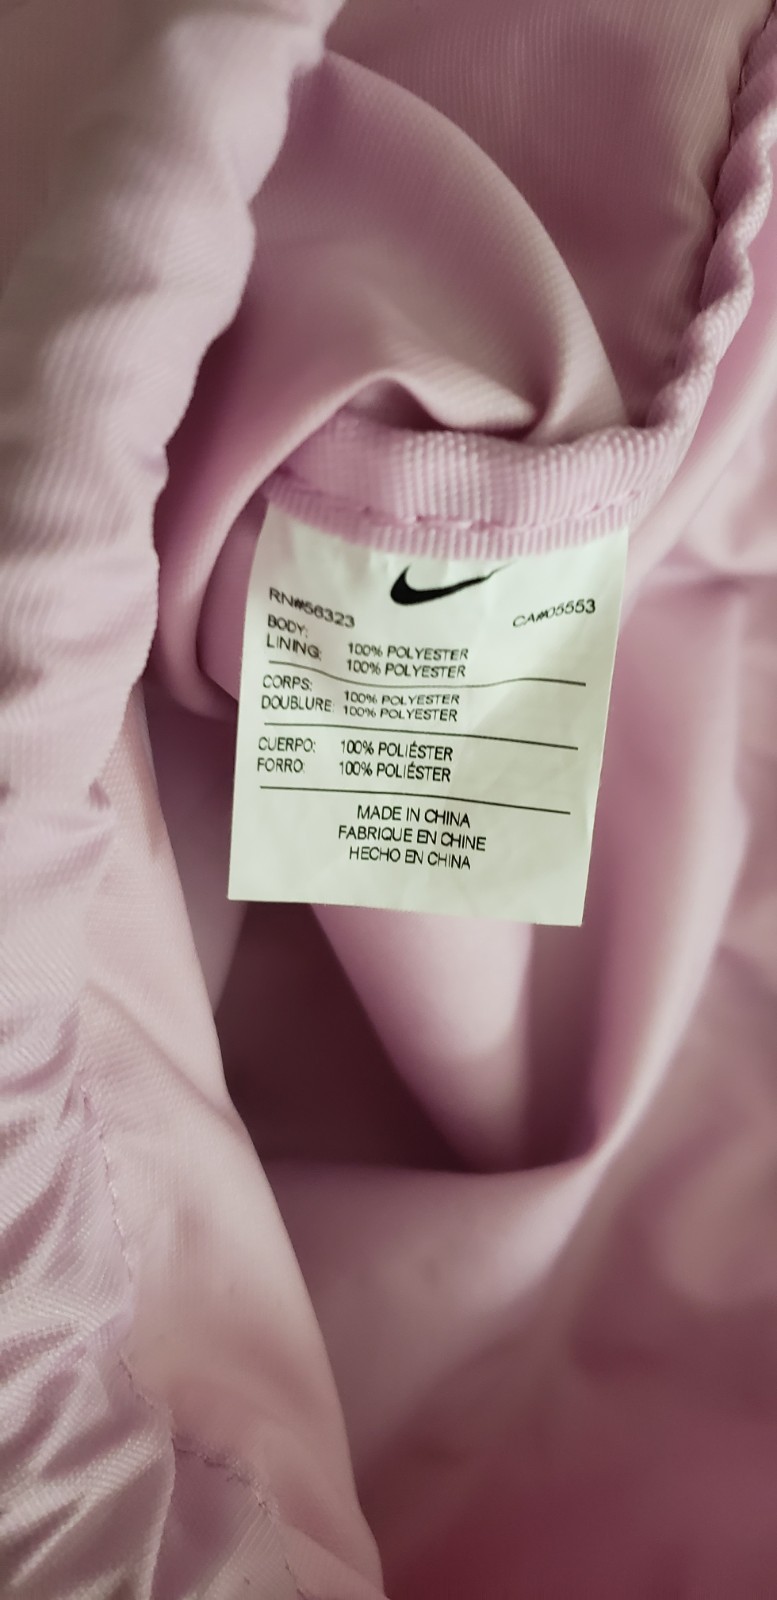 RN#56323 CA#05553
BODY: 100% POLYESTER
LINING: 100% POLYESTER
CORPS: 100% POLYESTER
DOUBLURE: 100% POLYESTER
CUERPO: 100% POLIÉSTER
FORRO: 100% POLIÉSTER
MADE IN CHINA
FABRIQUE EN CHINE
HECHO EN CHINA